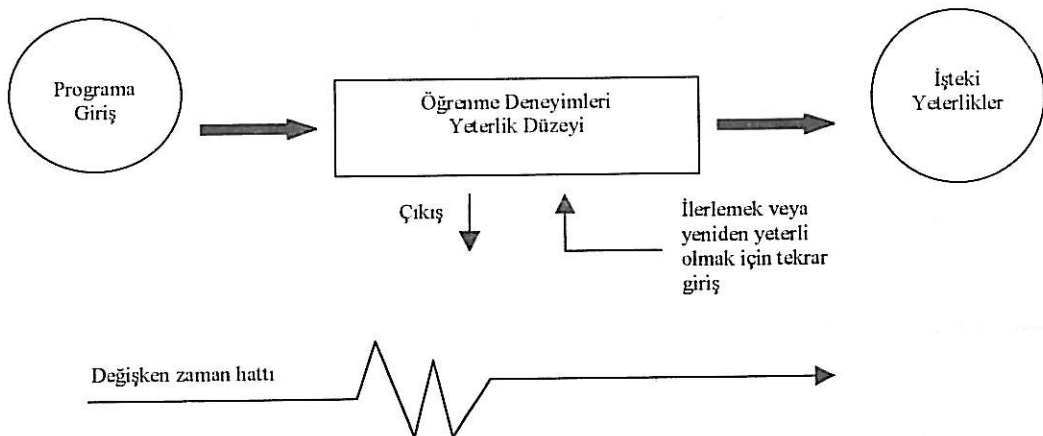 Programa
Giriş
Öğrenme Deneyimleri
Yeterlik Düzeyi
İşteki
Yeterlikler
Çıkış
İlerlemek veya
yeniden yeterli
olmak için tekrar
giriş
Değişken zaman hattı